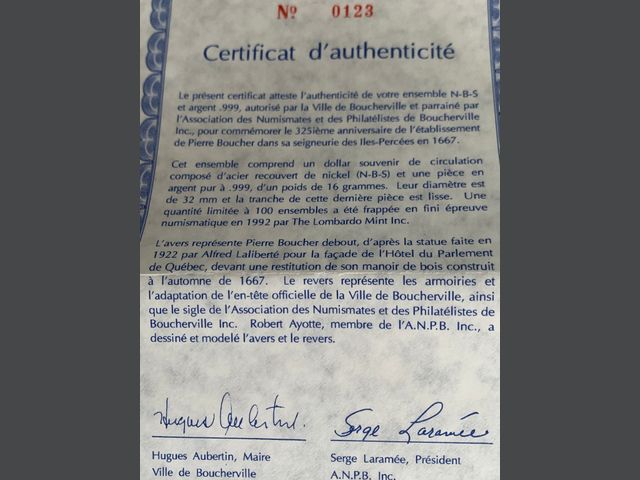 Nº 0123
Certificat d'authenticité
Le présent certificat atteste l'authenticité de votre ensemble N-B-S
et argent .999, autorisé par la Ville de Boucherville et parrainé par
l'Association des Numismates et des Philatélistes de Boucherville
Inc., pour commémorer le 325ième anniversaire de l'établissement
de Pierre Boucher dans sa seigneurie des Iles-Percées en 1667.
Cet ensemble comprend un dollar souvenir de circulation
composé d'acier recouvert de nickel (N-B-S) et une pièce en
argent pur à .999, d'un poids de 16 grammes. Leur diamètre est
de 32 mm et la tranche de cette dernière pièce est lisse. Une
quantité limitée à 100 ensembles a été frappée en fini épreuve
numismatique en 1992 par The Lombardo Mint Inc.
L'avers représente Pierre Boucher debout, d'après la statue faite en
1922 par Alfred Laliberté pour la façade de l'Hôtel du Parlement
de Québec, devant une restitution de son manoir de bois construit
à l'automne de 1667. Le revers représente les armoiries et
l'adaptation de l'en-tête officielle de la Ville de Boucherville, ainsi
que le sigle de l'Association des Numismates et des Philatélistes de
Boucherville Inc. Robert Ayotte, membre de l'A.N.P.B. Inc., a
dessiné et modelé l'avers et le revers.
Hugues Aubertin Serge Laramée
Hugues Aubertin, Maire Serge Laramée, Président
Ville de Boucherville A.N.P.B. Inc.